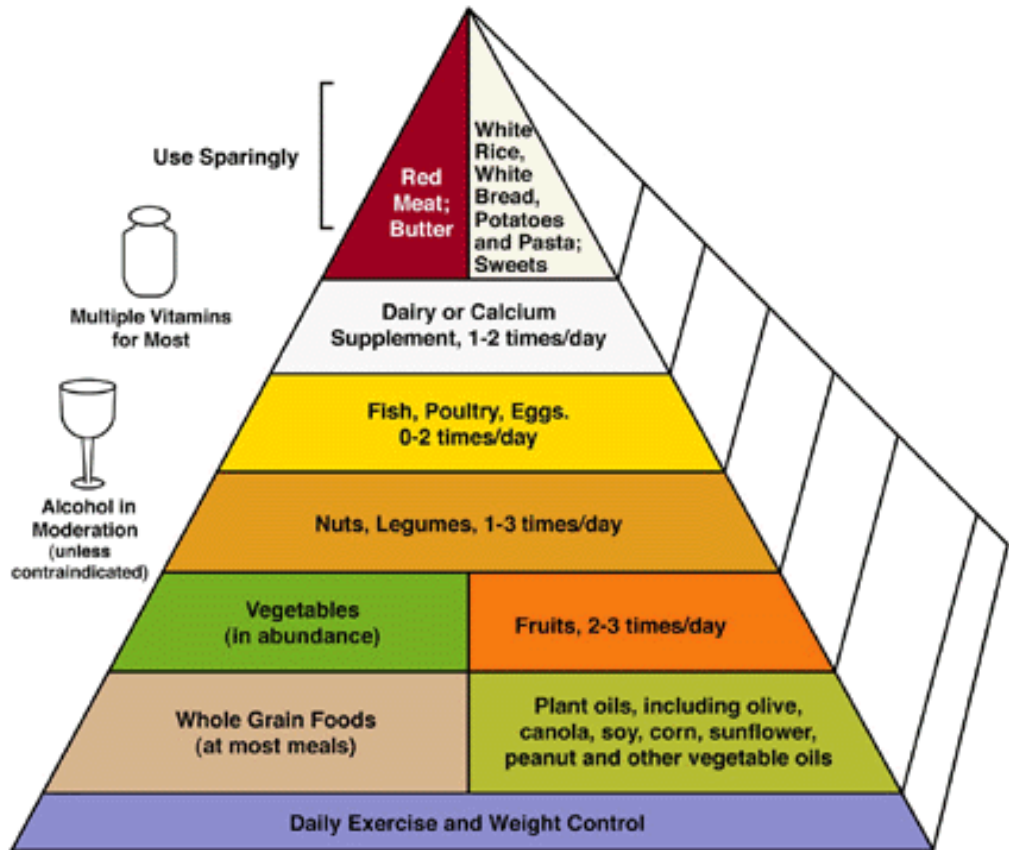 Use Sparingly
Red
Meat;
Butter
White
Rice,
White
Bread,
Potatoes
and Pasta;
Sweets
Multiple Vitamins
for Most
Dairy or Calcium
Supplement, 1-2 times/day
Fish, Poultry, Eggs.
0-2 times/day
Alcohol in
Moderation
(unless
contraindicated)
Nuts, Legumes, 1-3 times/day
Vegetables
(in abundance)
Fruits, 2-3 times/day
Whole Grain Foods
(at most meals)
Plant oils, including olive,
canola, soy, corn, sunflower,
peanut and other vegetable oils
Daily Exercise and Weight Control